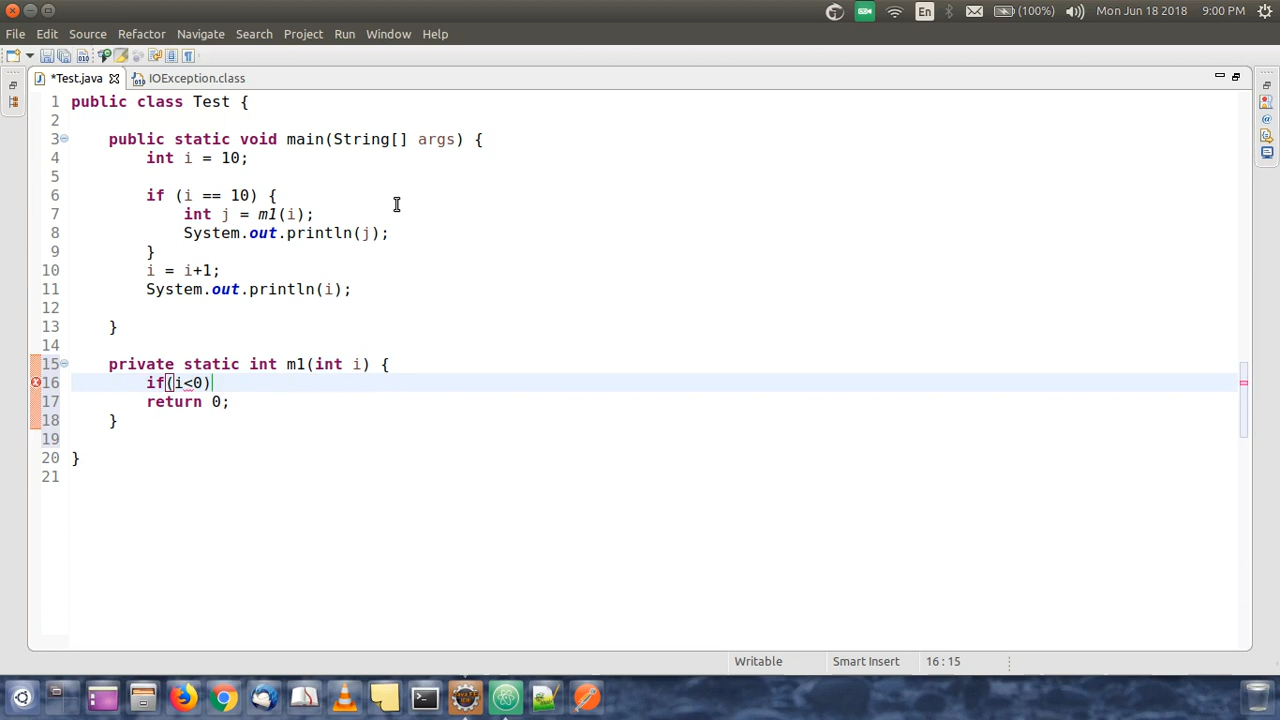 En
(100%)
Mon Jun 18 2018
9:00 PM
File Edit Source Refactor Navigate Search Project Run Window Help
*Test.java
IOException.class
1 public class Test {
2
3 public static void main(String[] args) {
4 int i = 10;
5
6 if (i == 10) {
7 int j = m1(i);
8 System.out.println(j);
9 }
10 i = i+1;
11 System.out.println(i);
12
13 }
14
15 private static int m1(int i) {
16 if(i<0)
17 return 0;
18 }
19
20 }
21
Writable
Smart Insert
16 : 15